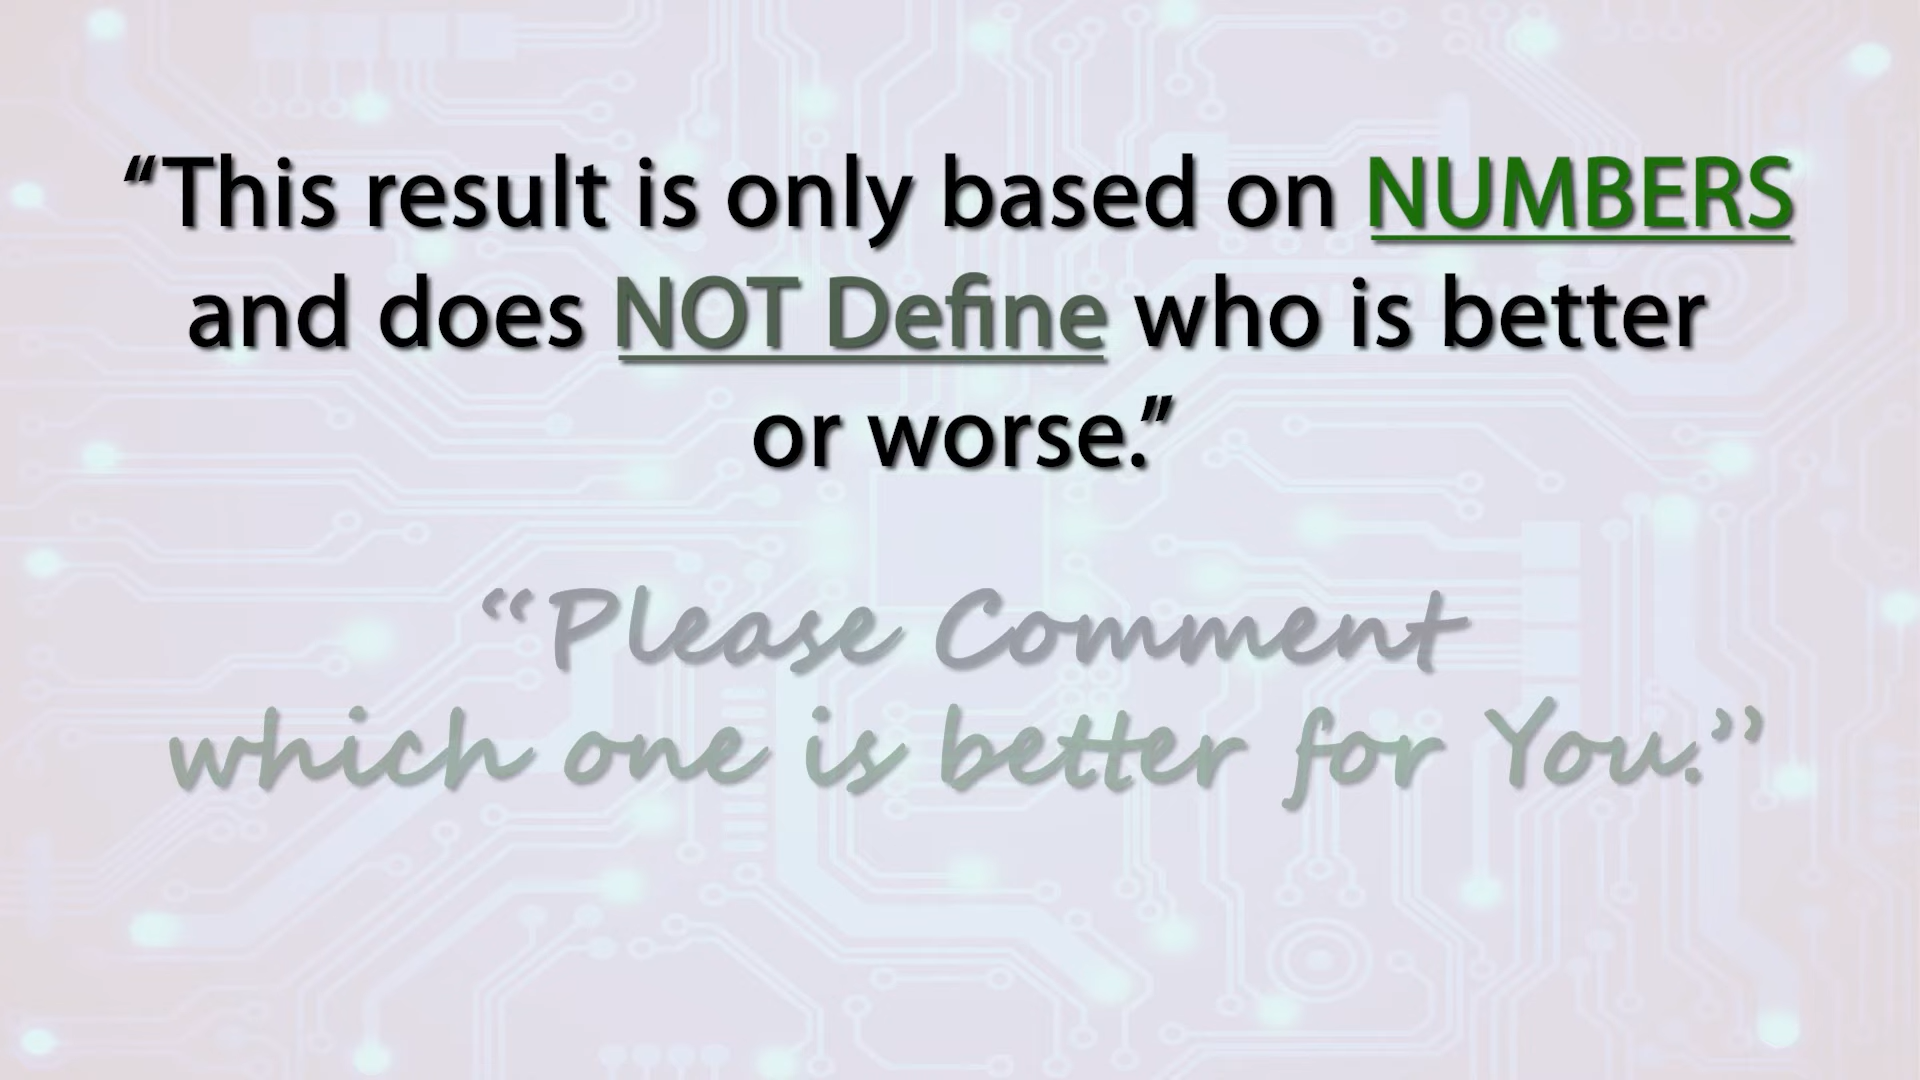 “This result is only based on NUMBERS
and does NOT Define who is better
or worse.”
“Please Comment
which one is better for You.”